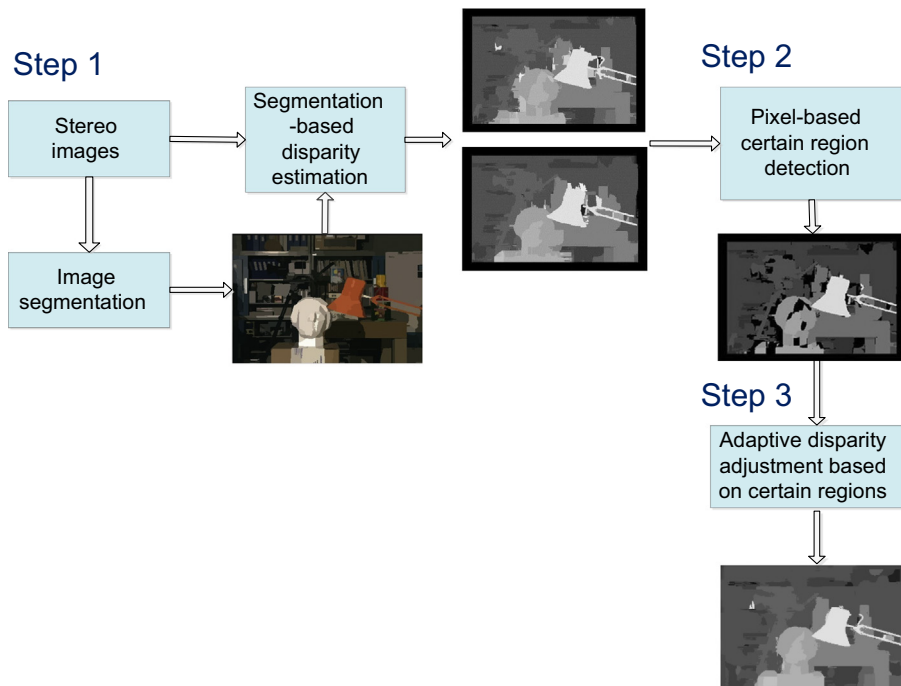 Step 1
Stereo
images
Segmentation
-based
disparity
estimation
Image
segmentation
Step 2
Pixel-based
certain region
detection
Step 3
Adaptive disparity
adjustment based
on certain regions